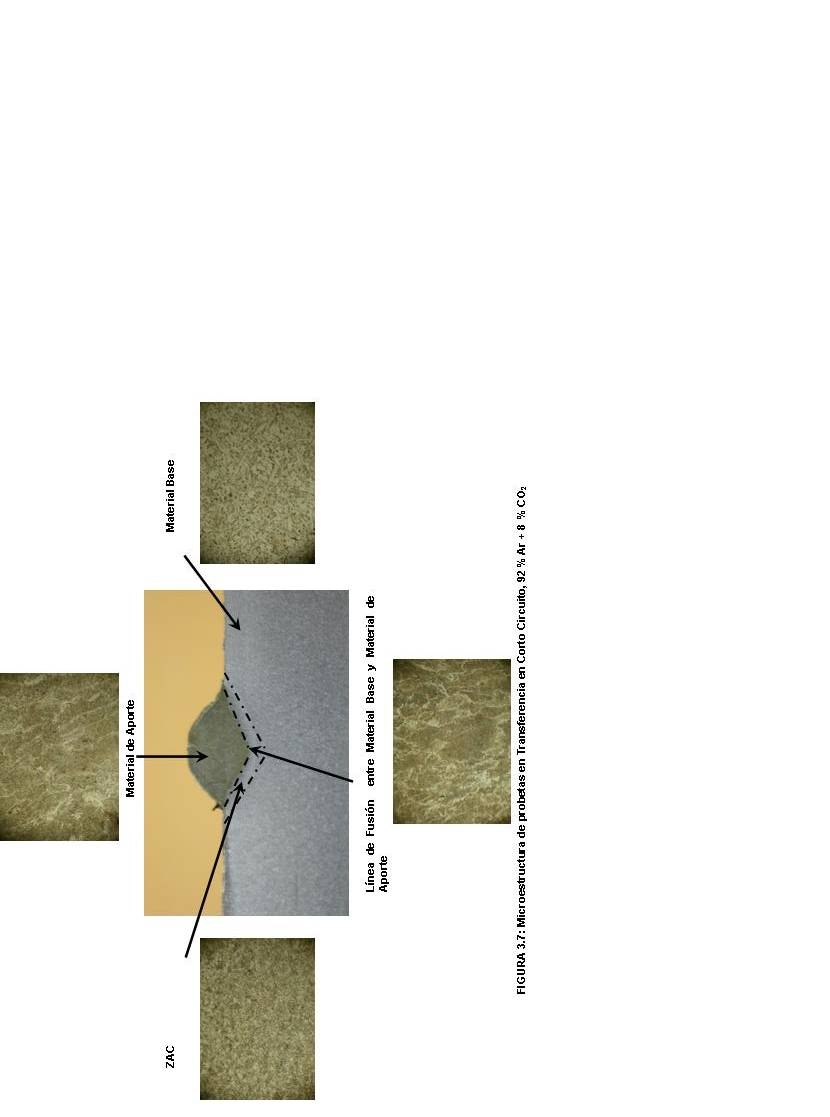 Material de Aporte
ZAC
Material Base
Línea de Fusión entre Material Base y Material de
Aporte
FIGURA 3.7: Microestructura de probetas en Transferencia en Corto Circuito, 92 % Ar + 8 % CO₂